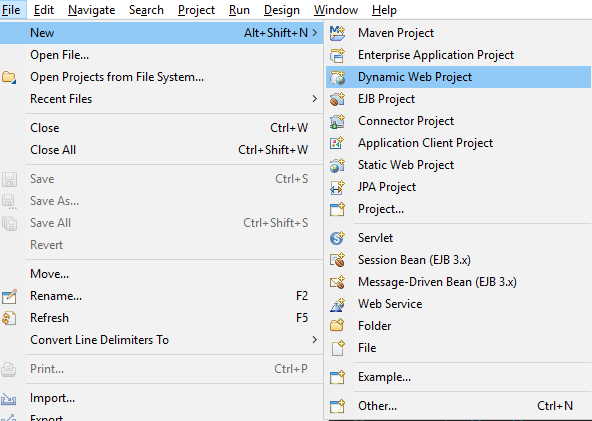 File Edit Navigate Search Project Run Design Window Help
New Alt+Shift+N >
Open File...
Open Projects from File System...
Recent Files >
Close Ctrl+W
Close All Ctrl+Shift+W
Save Ctrl+S
Save As...
Save All Ctrl+Shift+S
Revert
Move...
Rename... F2
Refresh F5
Convert Line Delimiters To >
Print... Ctrl+P
Import...
Export
Maven Project
Enterprise Application Project
Dynamic Web Project
EJB Project
Connector Project
Application Client Project
Static Web Project
JPA Project
Project...
Servlet
Session Bean (EJB 3.x)
Message-Driven Bean (EJB 3.x)
Web Service
Folder
File
Example...
Other... Ctrl+N